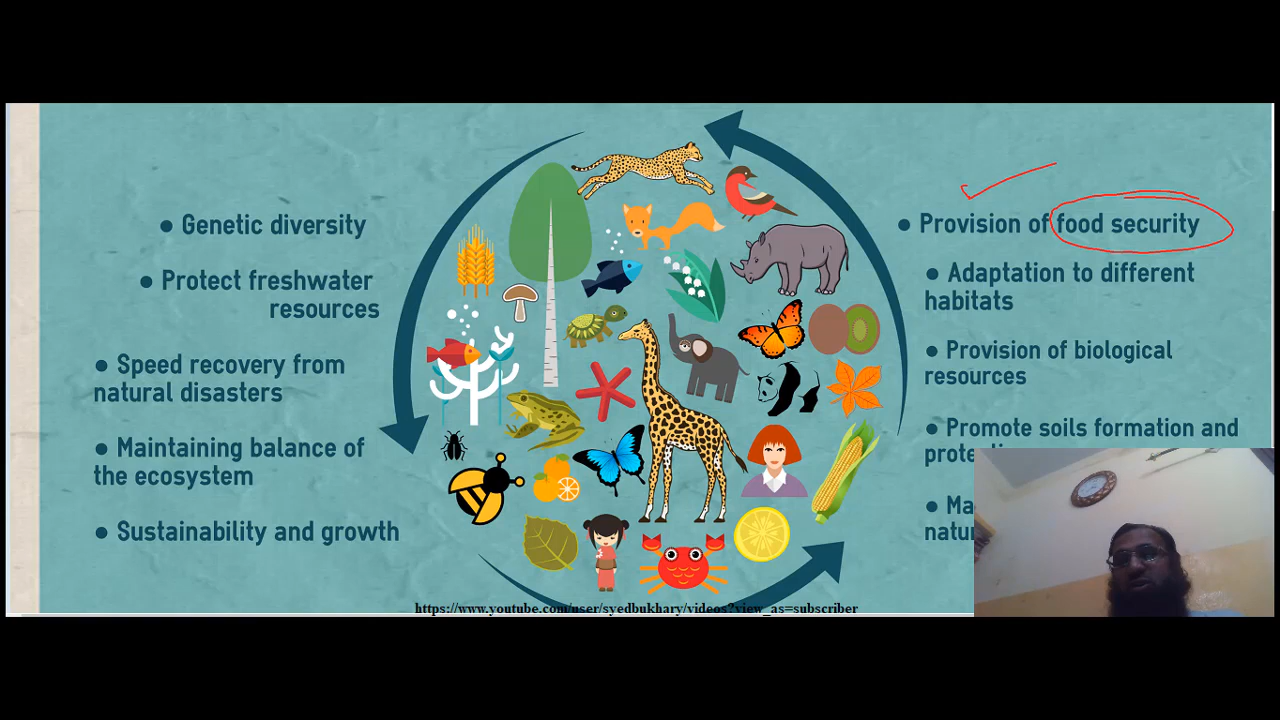 ● Genetic diversity
● Protect freshwater
resources
● Speed recovery from
natural disasters
● Maintaining balance of
the ecosystem
● Sustainability and growth
● Provision of food security
● Adaptation to different
habitats
● Provision of biological
resources
● Promote soils formation and
●
https://www.youtube.com/user/syedbukhary/videos?view_as=subscriber